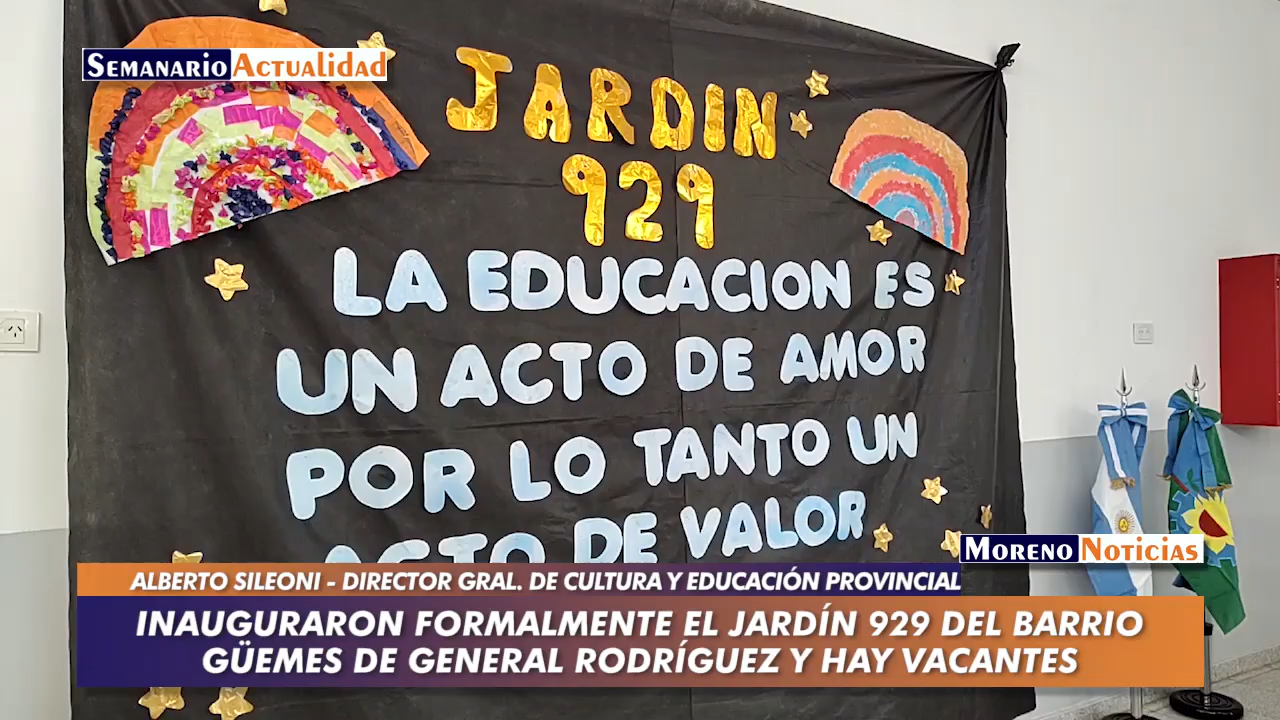 SEMANARIO ACTUALIDAD
JARDIN
929
LA EDUCACION ES
UN ACTO DE AMOR
POR LO TANTO UN
ACTO DE VALOR
MORENO NOTICIAS
ALBERTO SILEONI - DIRECTOR GRAL. DE CULTURA Y EDUCACIÓN PROVINCIAL
INAUGURARON FORMALMENTE EL JARDÍN 929 DEL BARRIO
GÜEMES DE GENERAL RODRÍGUEZ Y HAY VACANTES